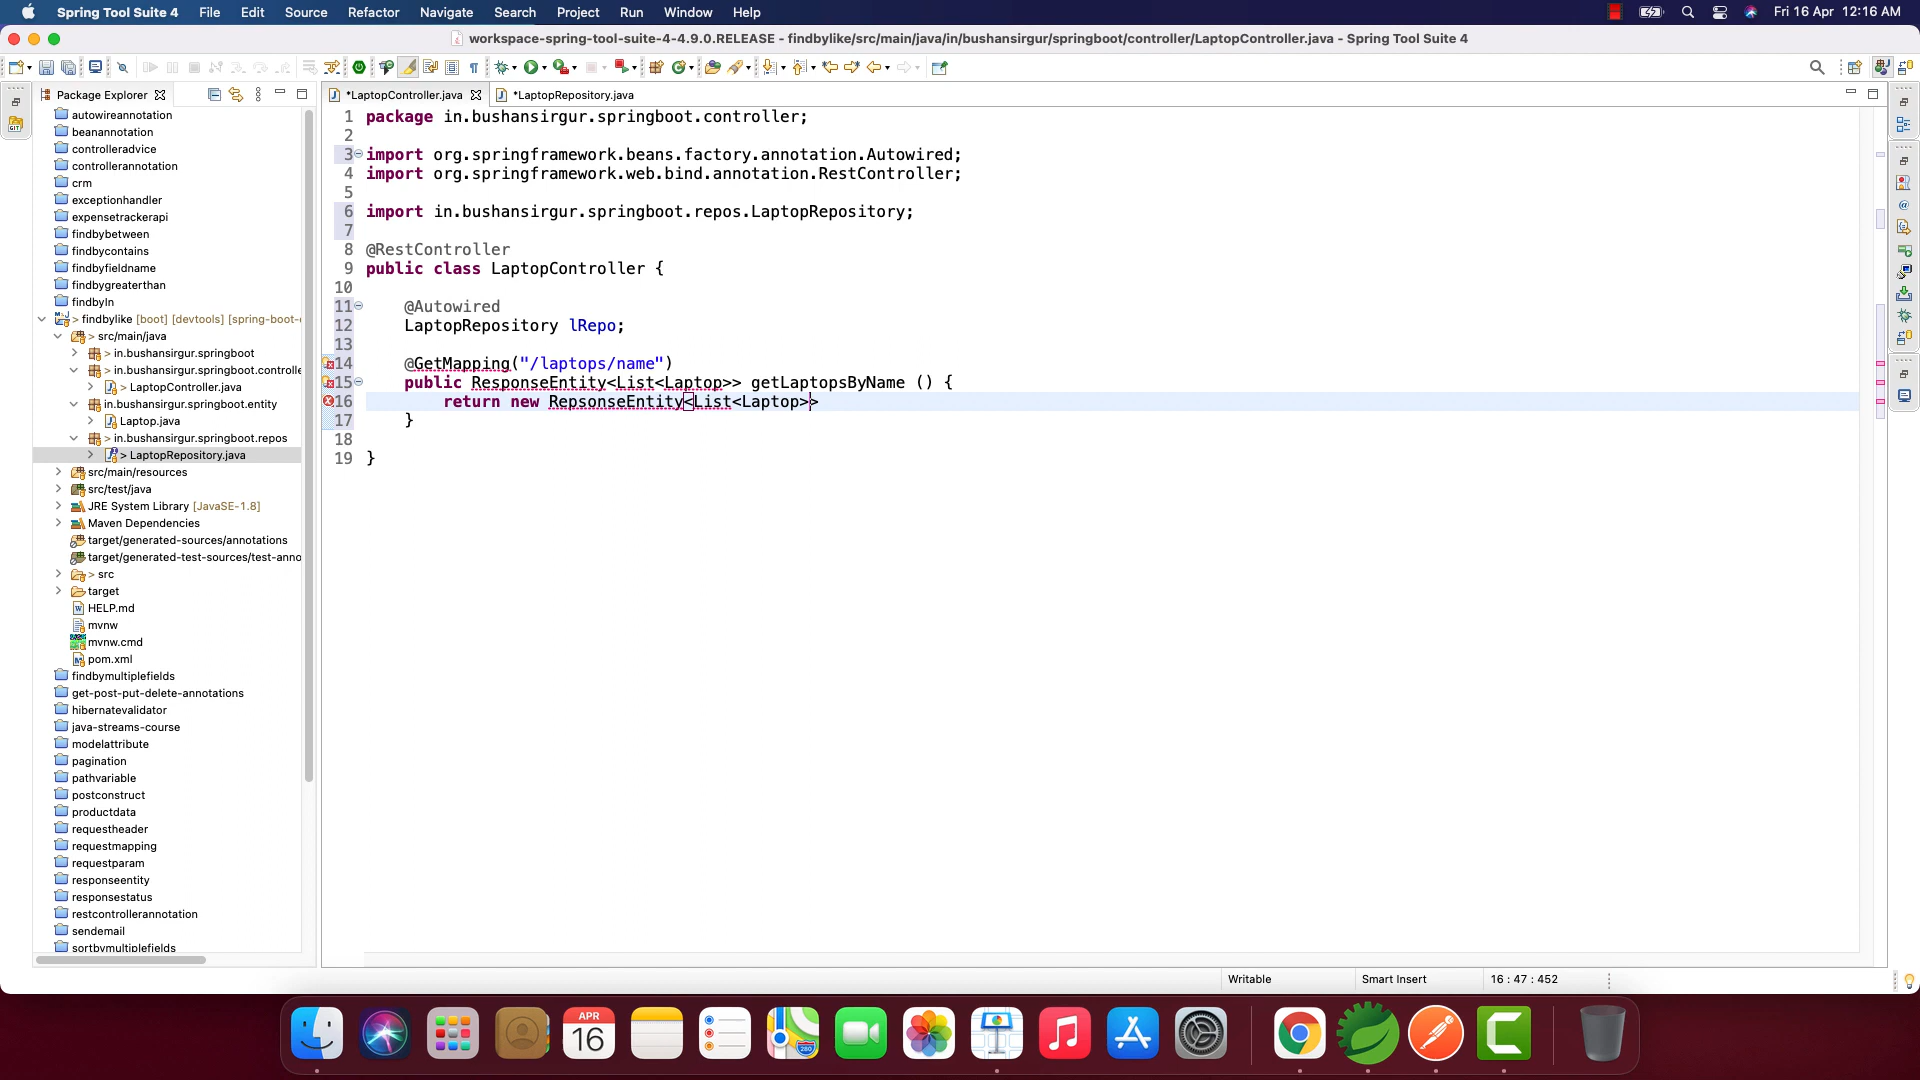 Spring Tool Suite 4 File Edit Source Refactor Navigate Search Project Run Window Help Fri 16 Apr 12:16 AM
workspace-spring-tool-suite-4-4.9.0.RELEASE - findbylike/src/main/java/in/bushansirgur/springboot/controller/LaptopController.java - Spring Tool Suite 4
Package Explorer
*LaptopController.java
*LaptopRepository.java
autowireannotation
beanannotation
controlleradvice
controllerannotation
crm
exceptionhandler
expensetrackerapi
findbybetween
findbycontains
findbyfieldname
findbygreaterthan
findbyIn
> findbylike [boot] [devtools] [spring-boot-
> src/main/java
> in.bushansirgur.springboot
> in.bushansirgur.springboot.controlle
> LaptopController.java
in.bushansirgur.springboot.entity
Laptop.java
> in.bushansirgur.springboot.repos
> LaptopRepository.java
src/main/resources
src/test/java
JRE System Library [JavaSE-1.8]
Maven Dependencies
target/generated-sources/annotations
target/generated-test-sources/test-anno
> src
target
HELP.md
mvnw
mvnw.cmd
pom.xml
findbymultiplefields
get-post-put-delete-annotations
hibernatevalidator
java-streams-course
modelattribute
pagination
pathvariable
postconstruct
productdata
requestheader
requestmapping
requestparam
responseentity
responsestatus
restcontrollerannotation
sendemail
sortbymultiplefields
1 package in.bushansirgur.springboot.controller;
2
3 import org.springframework.beans.factory.annotation.Autowired;
4 import org.springframework.web.bind.annotation.RestController;
5
6 import in.bushansirgur.springboot.repos.LaptopRepository;
7
8 @RestController
9 public class LaptopController {
10
11 @Autowired
12 LaptopRepository lRepo;
13
14 @GetMapping("/laptops/name")
15 public ResponseEntity<List<Laptop>> getLaptopsByName () {
16 return new RepsonseEntity<List<Laptop>>
17 }
18
19 }
Writable Smart Insert 16 : 47 : 452
APR
16